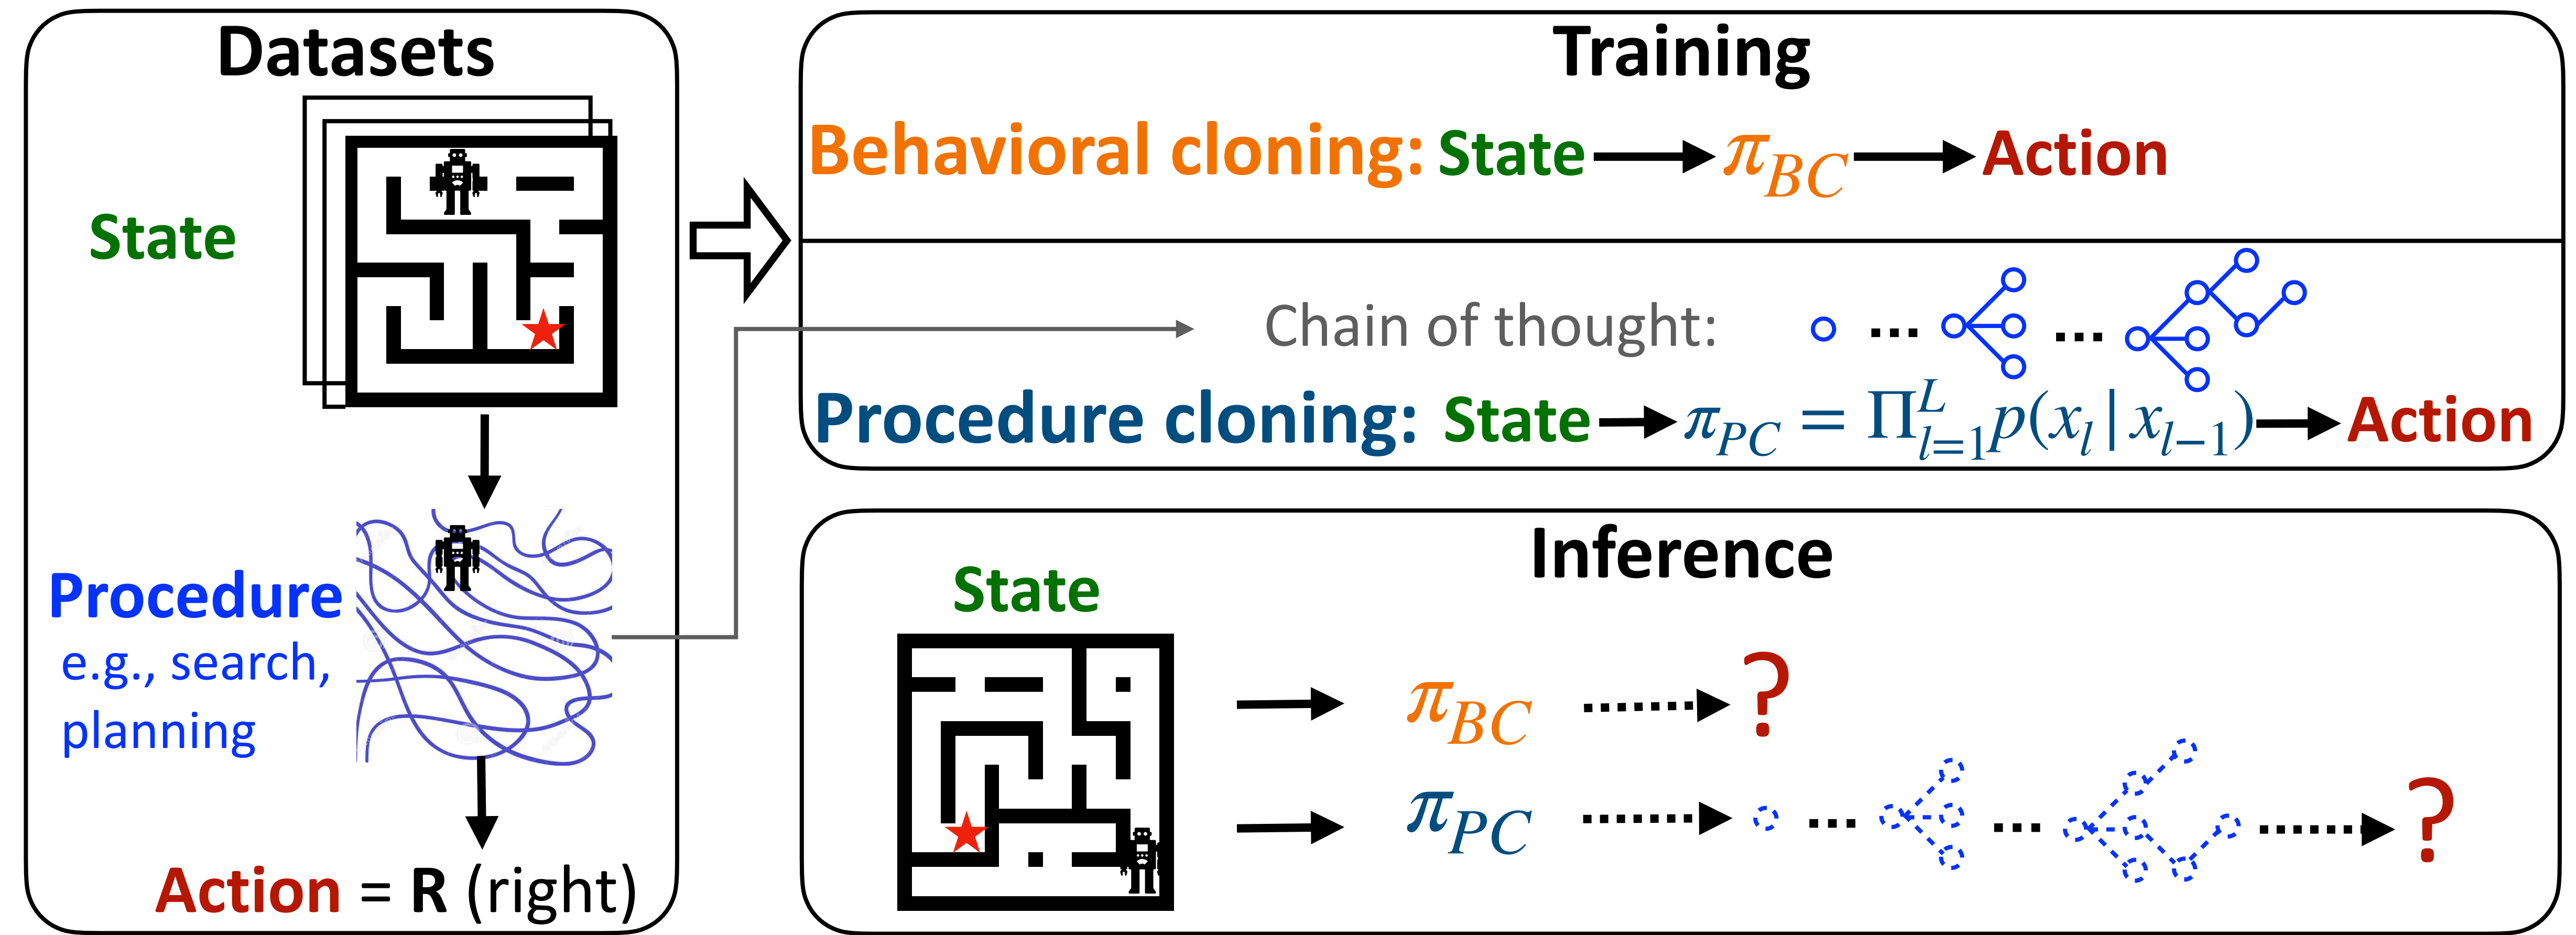 Datasets
State
Procedure
e.g., search,
planning
Action = R (right)
Training
Behavioral cloning: State π_BC Action
Chain of thought: ... ...
Procedure cloning: State π_PC = Π_{l=1}^{L} p(x_l | x_{l−1}) Action
Inference
State
π_BC ?
π_PC ... ... ?